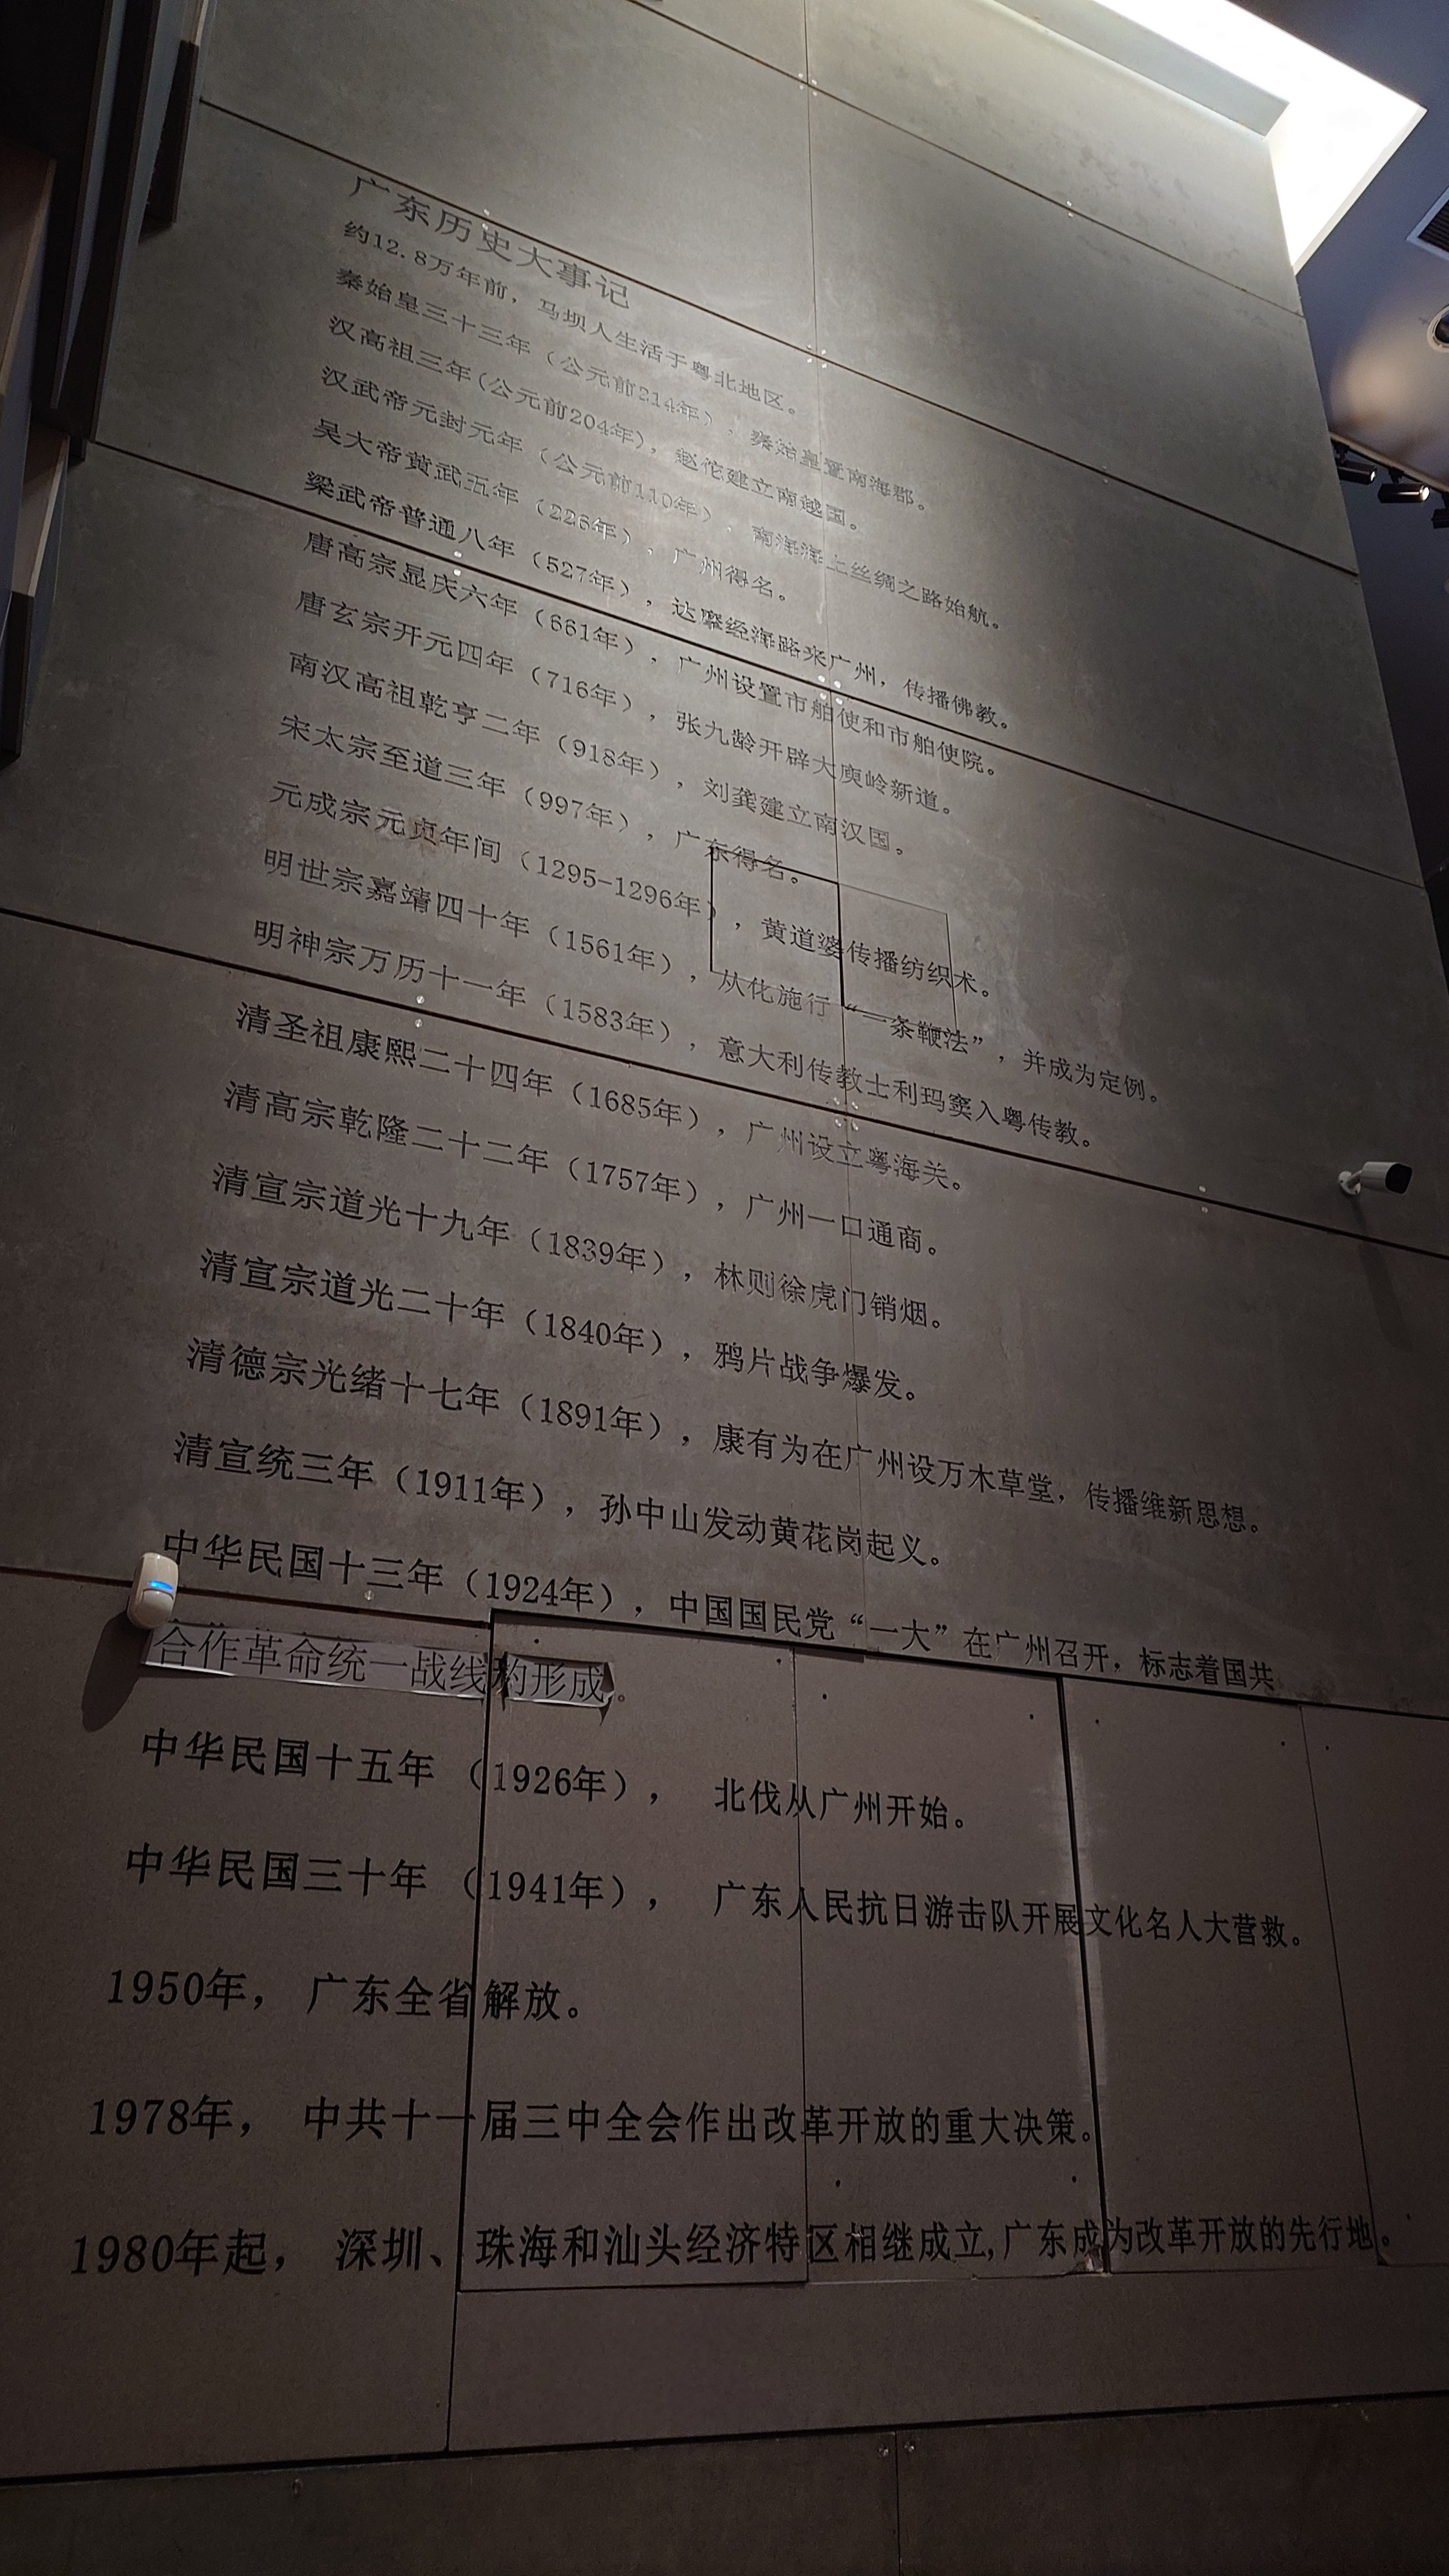 广东历史大事记
约12.8万年前，马坝人生活于粤北地区。
秦始皇三十三年（公元前214年），秦始皇置南海郡。
汉高祖三年(公元前204年)，赵佗建立南越国。
汉武帝元封元年（公元前110年），南海海上丝绸之路始航。
吴大帝黄武五年（226年），广州得名。
梁武帝普通八年（527年），达摩经海路来广州，传播佛教。
唐高宗显庆六年（661年），广州设置市舶使和市舶使院。
唐玄宗开元四年（716年），张九龄开辟大庾岭新道。
南汉高祖乾亨二年（918年），刘龚建立南汉国。
宋太宗至道三年（997年），广东得名。
元成宗元贞年间（1295-1296年），黄道婆传播纺织术。
明世宗嘉靖四十年（1561年），从化施行“一条鞭法”，并成为定例。
明神宗万历十一年（1583年），意大利传教士利玛窦入粤传教。
清圣祖康熙二十四年（1685年），广州设立粤海关。
清高宗乾隆二十二年（1757年），广州一口通商。
清宣宗道光十九年（1839年），林则徐虎门销烟。
清宣宗道光二十年（1840年），鸦片战争爆发。
清德宗光绪十七年（1891年），康有为在广州设万木草堂，传播维新思想。
清宣统三年（1911年），孙中山发动黄花岗起义。
中华民国十三年（1924年），中国国民党“一大”在广州召开，标志着国共
合作革命统一战线的形成。
中华民国十五年（1926年），北伐从广州开始。
中华民国三十年（1941年），广东人民抗日游击队开展文化名人大营救。
1950年，广东全省解放。
1978年，中共十一届三中全会作出改革开放的重大决策。
1980年起，深圳、珠海和汕头经济特区相继成立,广东成为改革开放的先行地。